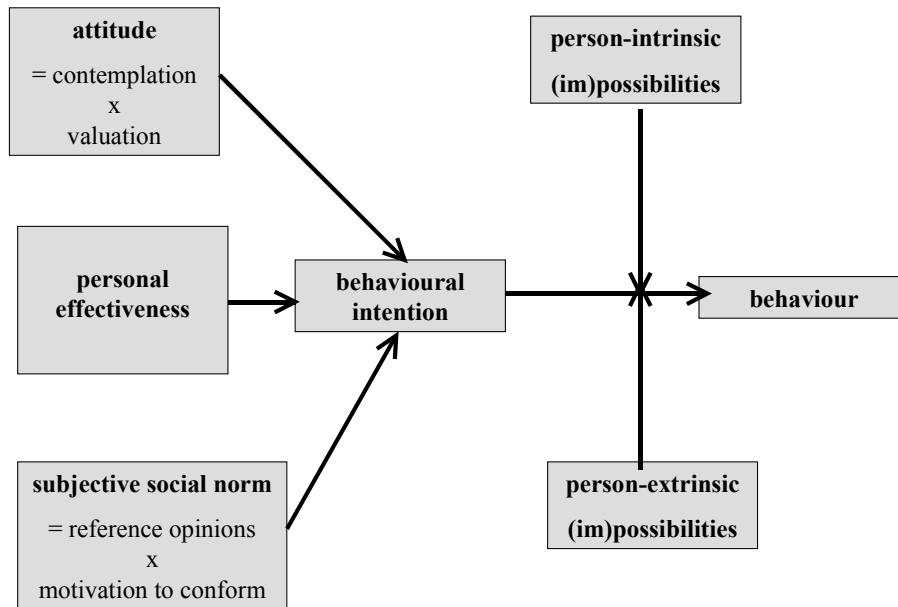 attitude
= contemplation
x
valuation
person-intrinsic
(im)possibilities
personal
effectiveness
behavioural
intention
behaviour
subjective social norm
= reference opinions
x
motivation to conform
person-extrinsic
(im)possibilities